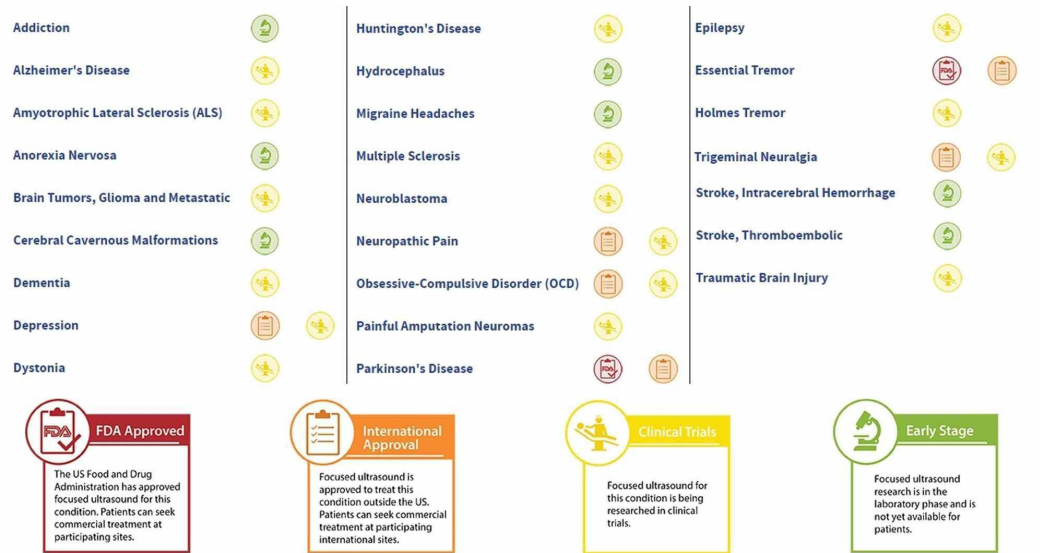 Addiction
Alzheimer's Disease
Amyotrophic Lateral Sclerosis (ALS)
Anorexia Nervosa
Brain Tumors, Glioma and Metastatic
Cerebral Cavernous Malformations
Dementia
Depression
Dystonia
Huntington's Disease
Hydrocephalus
Migraine Headaches
Multiple Sclerosis
Neuroblastoma
Neuropathic Pain
Obsessive-Compulsive Disorder (OCD)
Painful Amputation Neuromas
Parkinson's Disease
FDA
Epilepsy
Essential Tremor
FDA
Holmes Tremor
Trigeminal Neuralgia
Stroke, Intracerebral Hemorrhage
Stroke, Thromboembolic
Traumatic Brain Injury
FDA
FDA Approved
The US Food and Drug
Administration has approved
focused ultrasound for this
condition. Patients can seek
commercial treatment at
participating sites.
International
Approval
Focused ultrasound is
approved to treat this
condition outside the US.
Patients can seek commercial
treatment at participating
international sites.
Clinical Trials
Focused ultrasound for
this condition is being
researched in clinical
trials.
Early Stage
Focused ultrasound
research is in the
laboratory phase and is
not yet available for
patients.